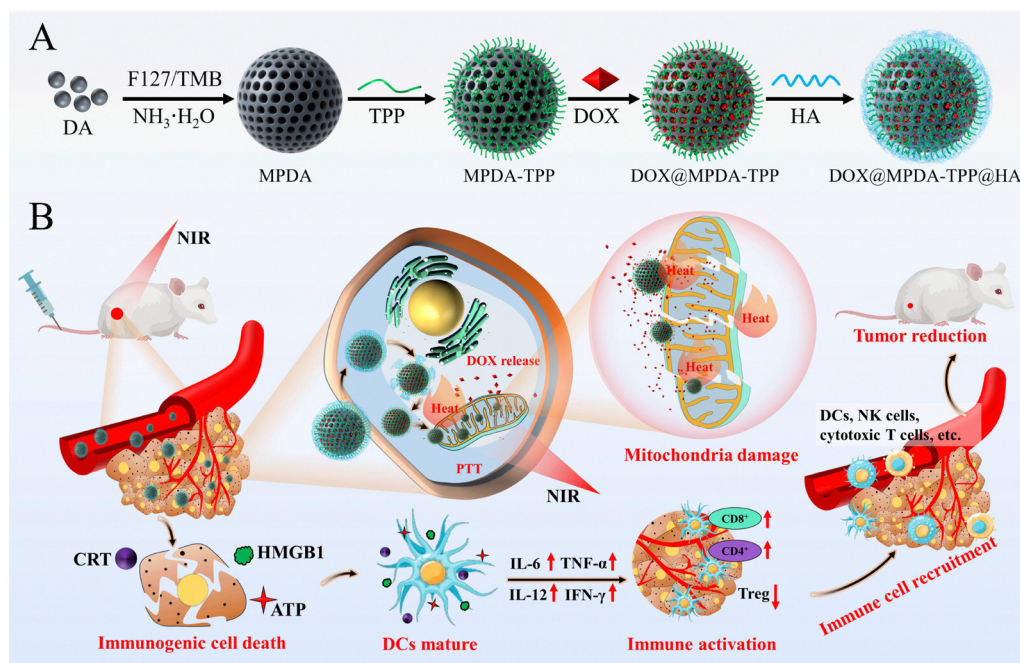 A
DA
F127/TMB
NH₃·H₂O
MPDA
TPP
MPDA-TPP
DOX
DOX@MPDA-TPP
HA
DOX@MPDA-TPP@HA
B
NIR
DOX release
Heat
PTT
NIR
Heat
Heat
Heat
Mitochondria damage
Tumor reduction
DCs, NK cells,
cytotoxic T cells, etc.
Immune cell recruitment
CRT
HMGB1
ATP
Immunogenic cell death
DCs mature
IL-6 TNF-α
IL-12 IFN-γ
CD8⁺
CD4⁺
Treg
Immune activation